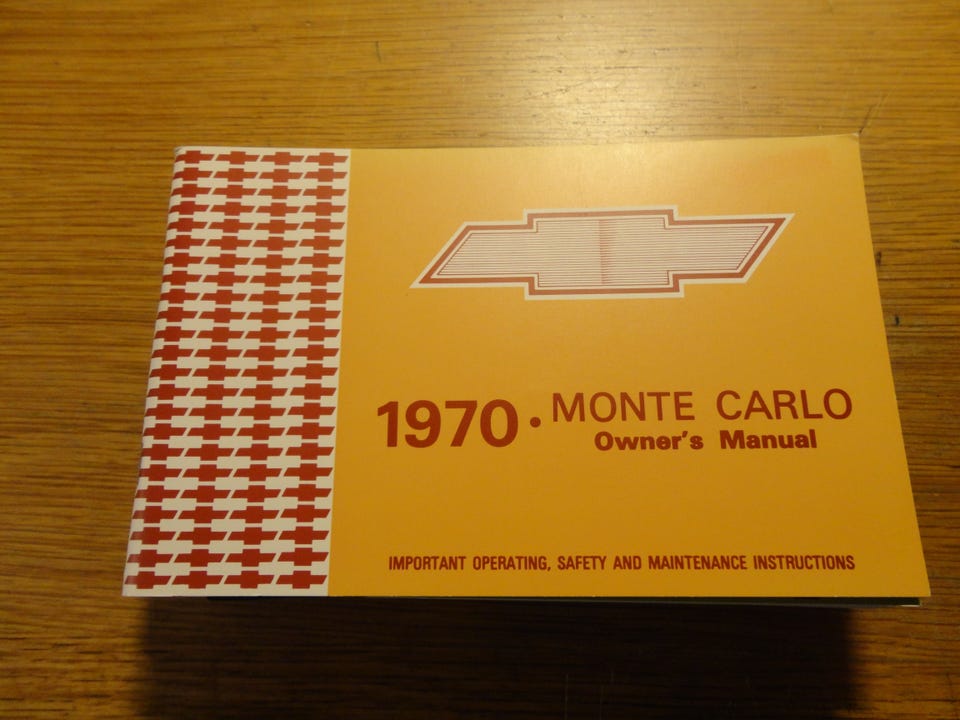 1970 · MONTE CARLO
Owner's Manual
IMPORTANT OPERATING, SAFETY AND MAINTENANCE INSTRUCTIONS